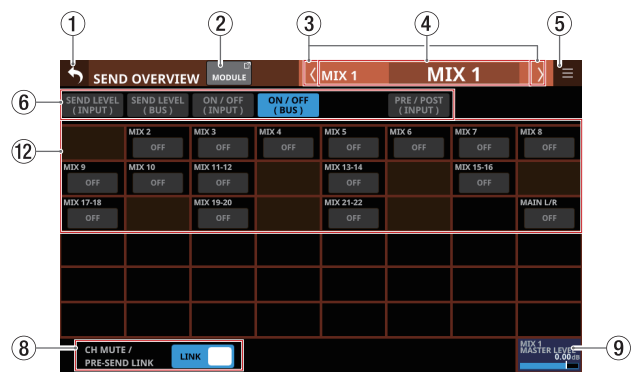 1 2 3 4 5
SEND OVERVIEW MODULE MIX 1 MIX 1
6 SEND LEVEL (INPUT) SEND LEVEL (BUS) ON / OFF (INPUT) ON / OFF (BUS) PRE / POST (INPUT)
12
MIX 2 MIX 3 MIX 4 MIX 5 MIX 6 MIX 7 MIX 8
OFF OFF OFF OFF OFF OFF OFF
MIX 9 MIX 10 MIX 11-12 MIX 13-14 MIX 15-16
OFF OFF OFF OFF OFF
MIX 17-18 MIX 19-20 MIX 21-22 MAIN L/R
OFF OFF OFF OFF
8 CH MUTE / PRE-SEND LINK LINK
MIX 1
MASTER LEVEL
0.00dB
9